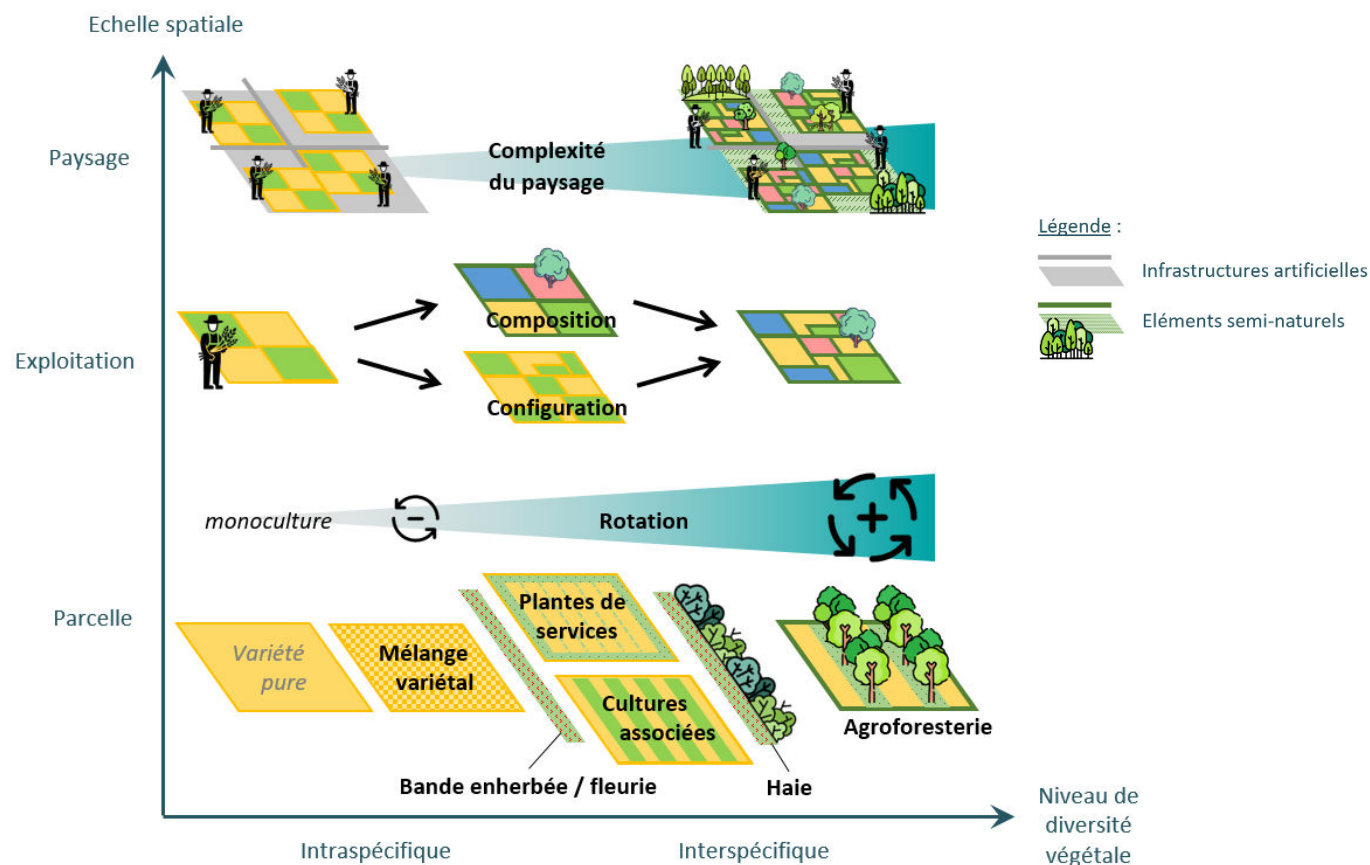 Echelle spatiale
Paysage
Complexité
du paysage
Légende :
Infrastructures artificielles
Eléments semi-naturels
Exploitation
Composition
Configuration
monoculture
-
Rotation
+
Parcelle
Variété
pure
Mélange
variétal
Plantes de
services
Cultures
associées
Agroforesterie
Bande enherbée / fleurie
Haie
Intraspécifique
Interspécifique
Niveau de
diversité
végétale